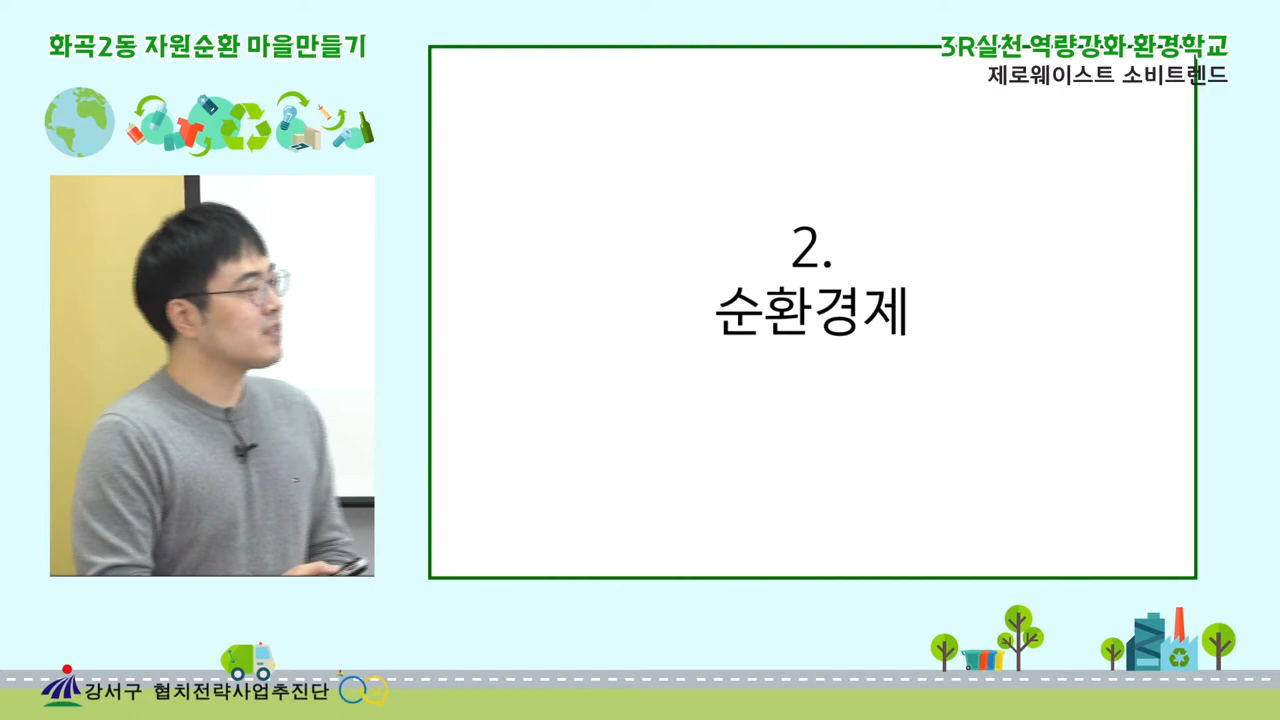 화곡2동 자원순환 마을만들기
3R실천 역량강화 환경학교
제로웨이스트 소비트렌드
2.
순환경제
강서구 협치전략사업추진단